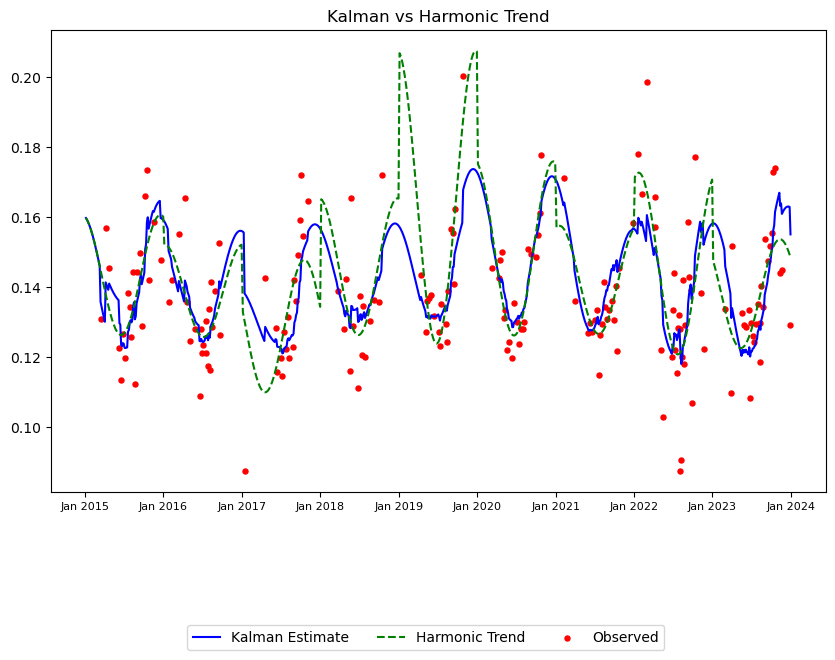 Kalman vs Harmonic Trend
0.20
0.18
0.16
0.14
0.12
0.10
Jan 2015 Jan 2016 Jan 2017 Jan 2018 Jan 2019 Jan 2020 Jan 2021 Jan 2022 Jan 2023 Jan 2024
Kalman Estimate Harmonic Trend Observed